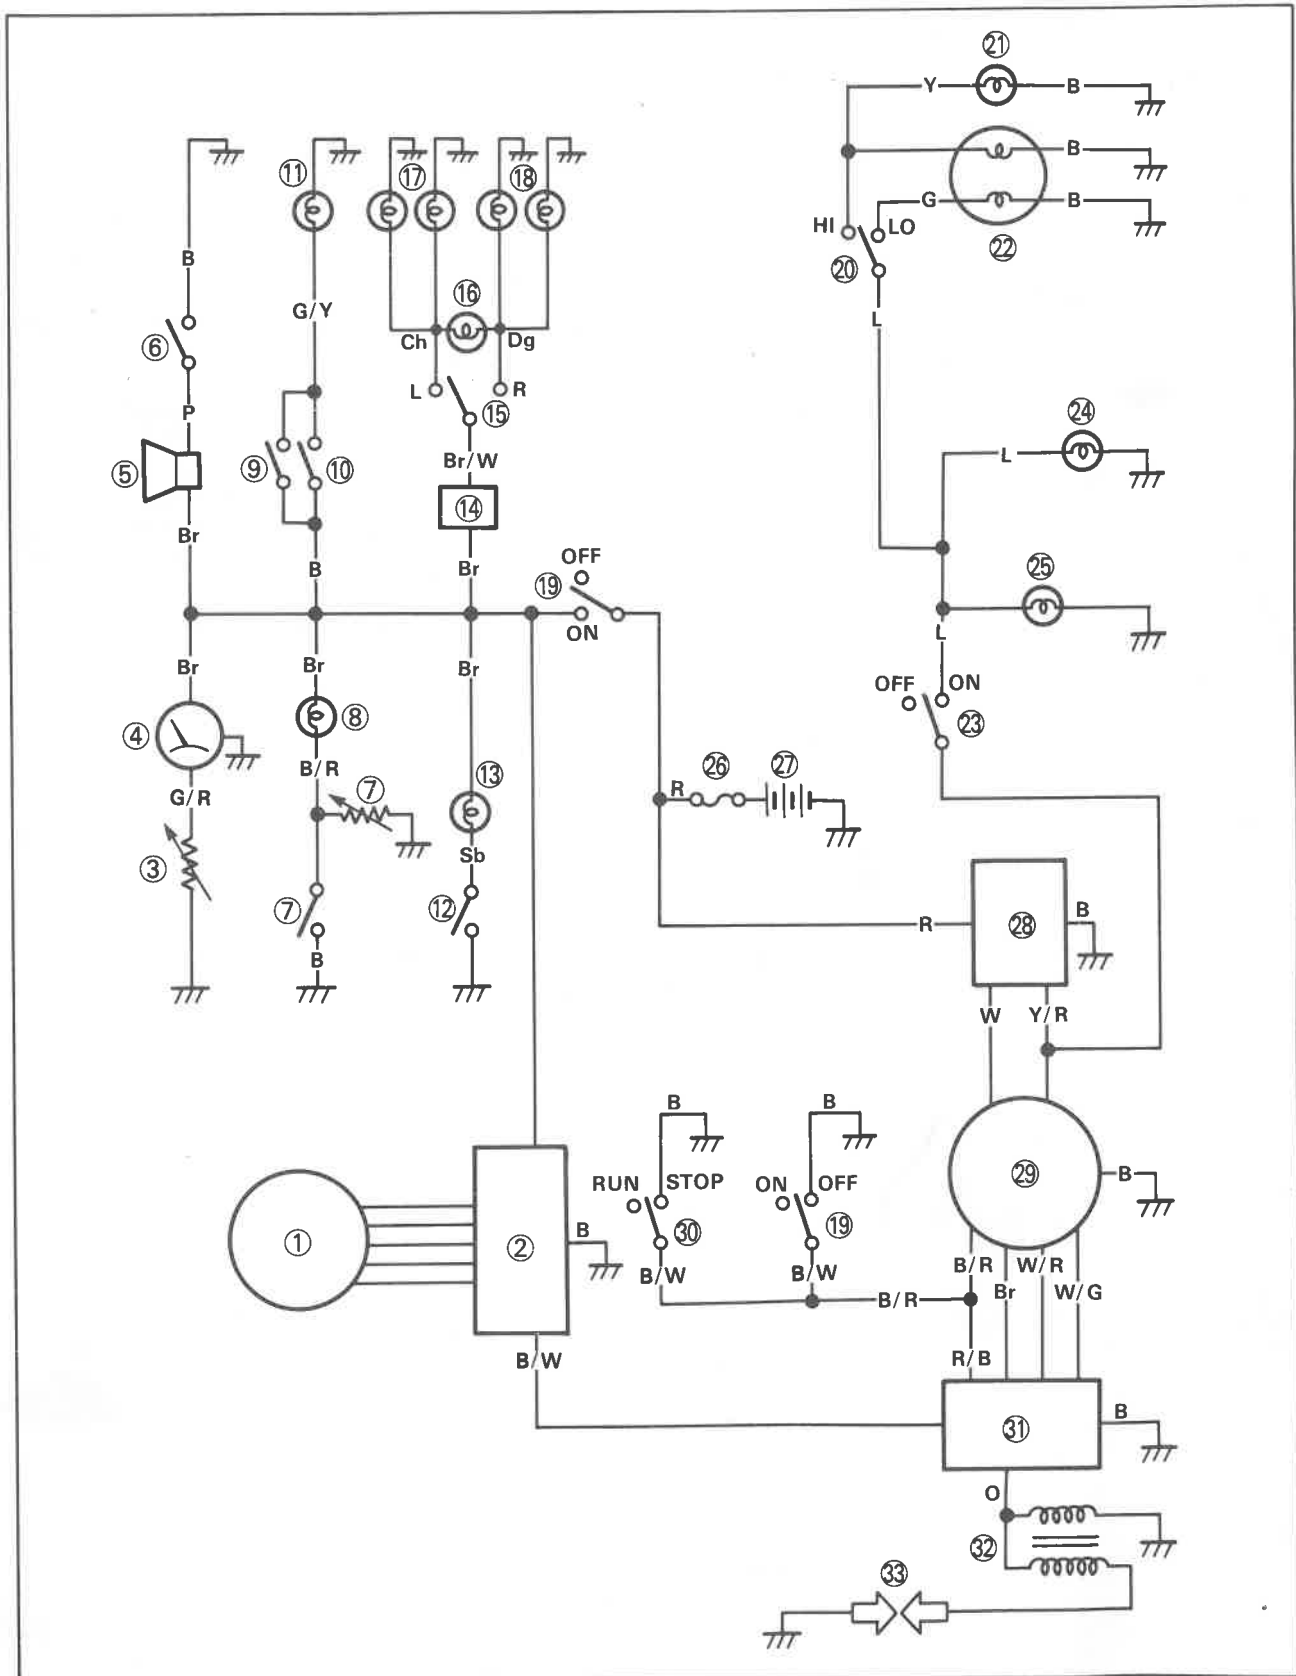 ㉑
Y B
⑪ ⑰ ⑱
B
G B
HI LO
⑳ ㉒
B
G/Y
⑯
L
Ch Dg
⑥
L R
⑮
P
㉔
Br/W
L
⑤ ⑨ ⑩
⑭
Br
OFF
B Br
⑲
㉕
ON
L
Br Br Br
OFF ON
④ ⑧
㉓
B/R
⑬
㉖ ㉗
G/R ⑦
R
③
Sb
⑦ ⑫
R ㉘ B
B
W Y/R
B B
RUN STOP ON OFF
㉙ B
① ② B
㉚ ⑲
B/W B/W
B/R W/R
Br W/G
B/R
B/W
R/B
㉛ B
O
㉜
㉝